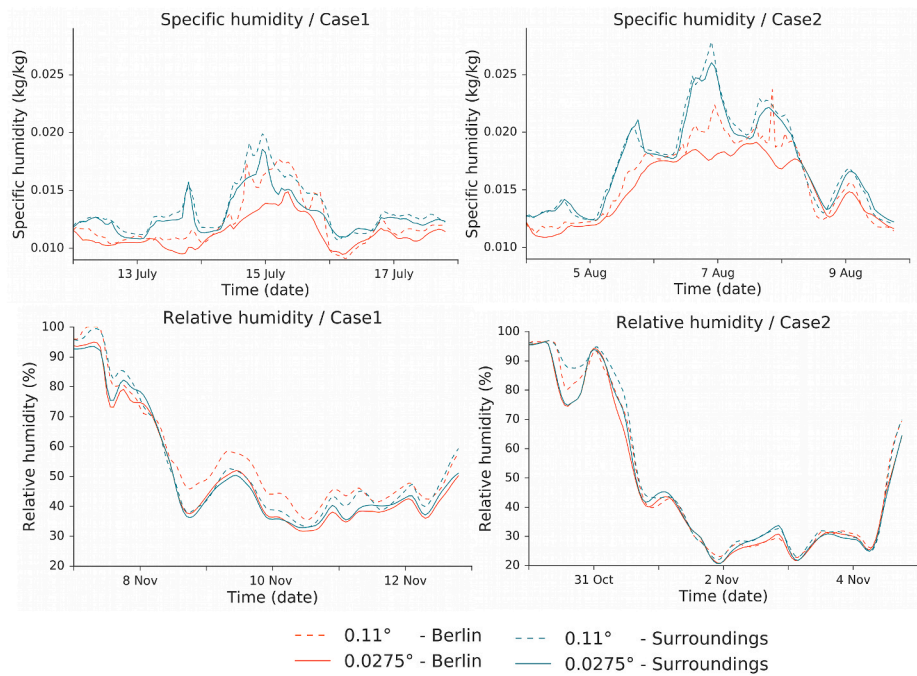 Specific humidity / Case1
Specific humidity (kg/kg)
0.025
0.020
0.015
0.010
13 July 15 July 17 July
Time (date)
Specific humidity / Case2
Specific humidity (kg/kg)
0.025
0.020
0.015
0.010
5 Aug 7 Aug 9 Aug
Time (date)
Relative humidity / Case1
Relative humidity (%)
100
90
80
70
60
50
40
30
20
8 Nov 10 Nov 12 Nov
Time (date)
Relative humidity / Case2
Relative humidity (%)
100
90
80
70
60
50
40
30
20
31 Oct 2 Nov 4 Nov
Time (date)
0.11° - Berlin
0.0275° - Berlin
0.11° - Surroundings
0.0275° - Surroundings